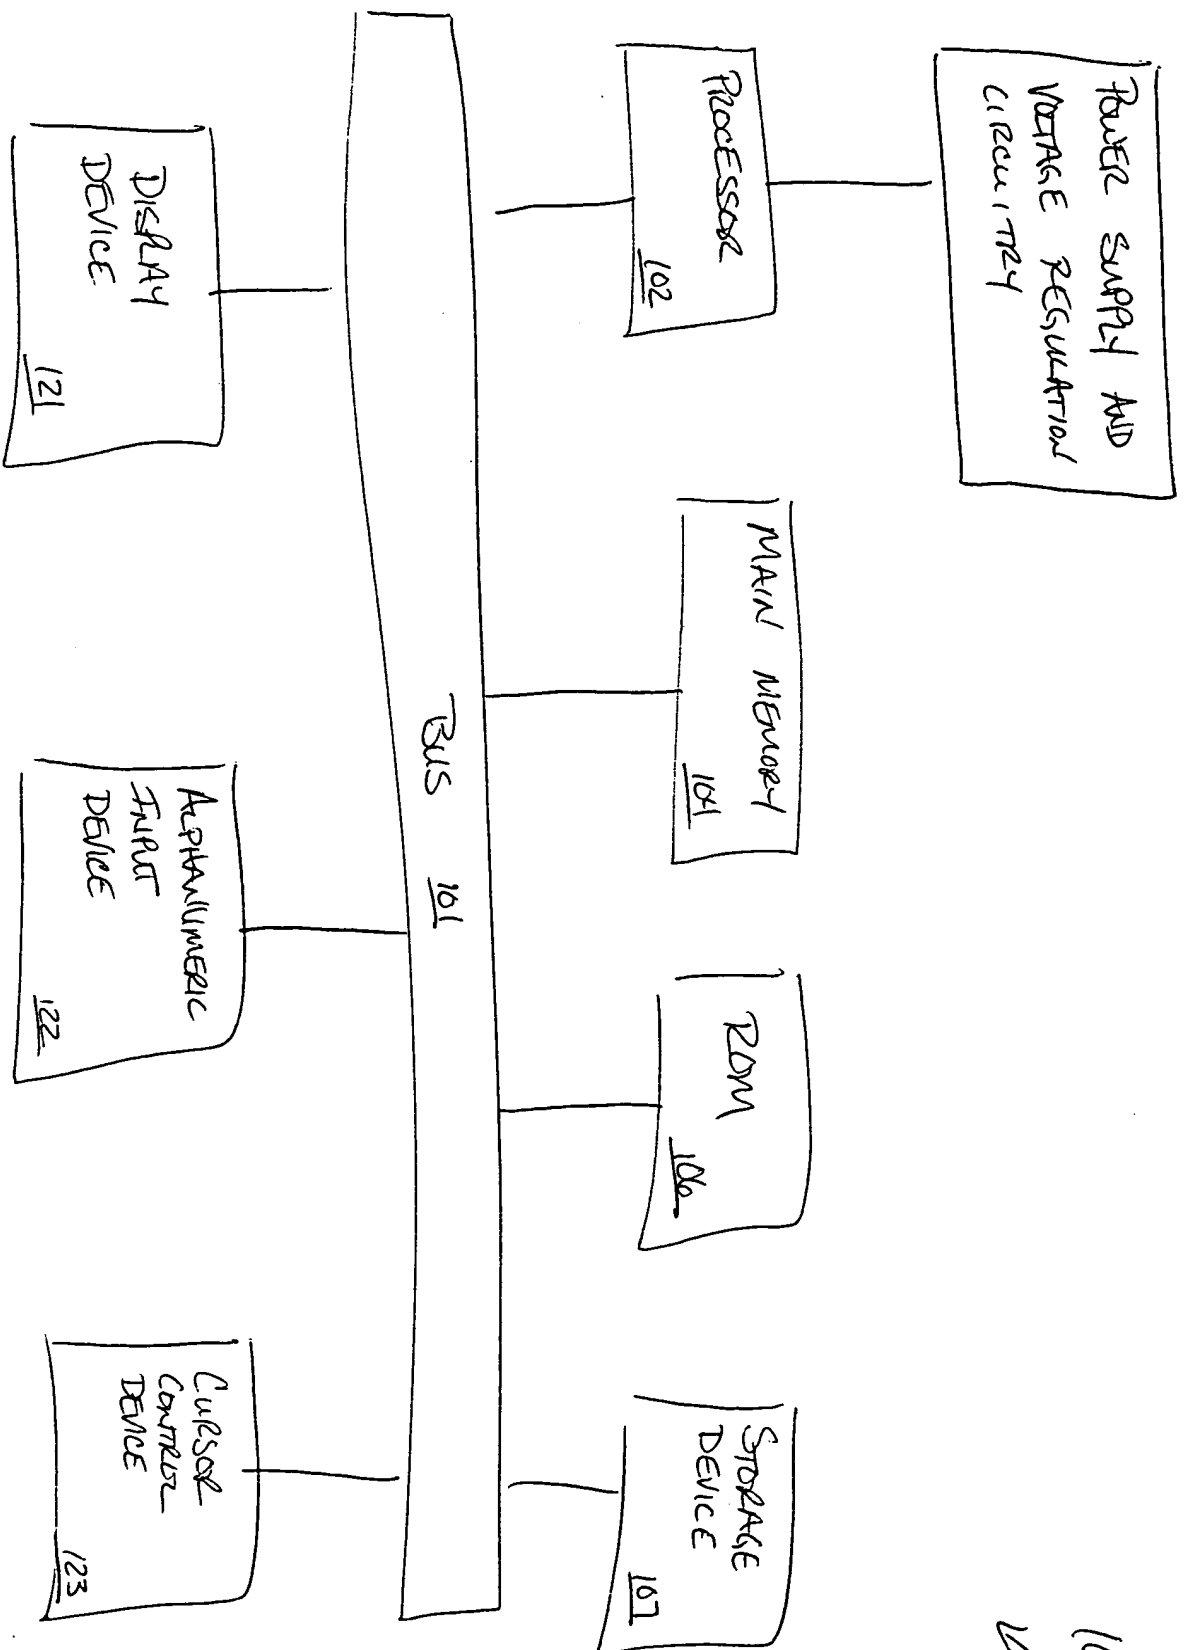 POWER SUPPLY AND
VOLTAGE REGULATION
CIRCUITRY
PROCESSOR
102
MAIN MEMORY
104
ROM
106
STORAGE
DEVICE
107
BUS 101
DISPLAY
DEVICE
121
ALPHANUMERIC
INPUT
DEVICE
122
CURSOR
CONTROL
DEVICE
123